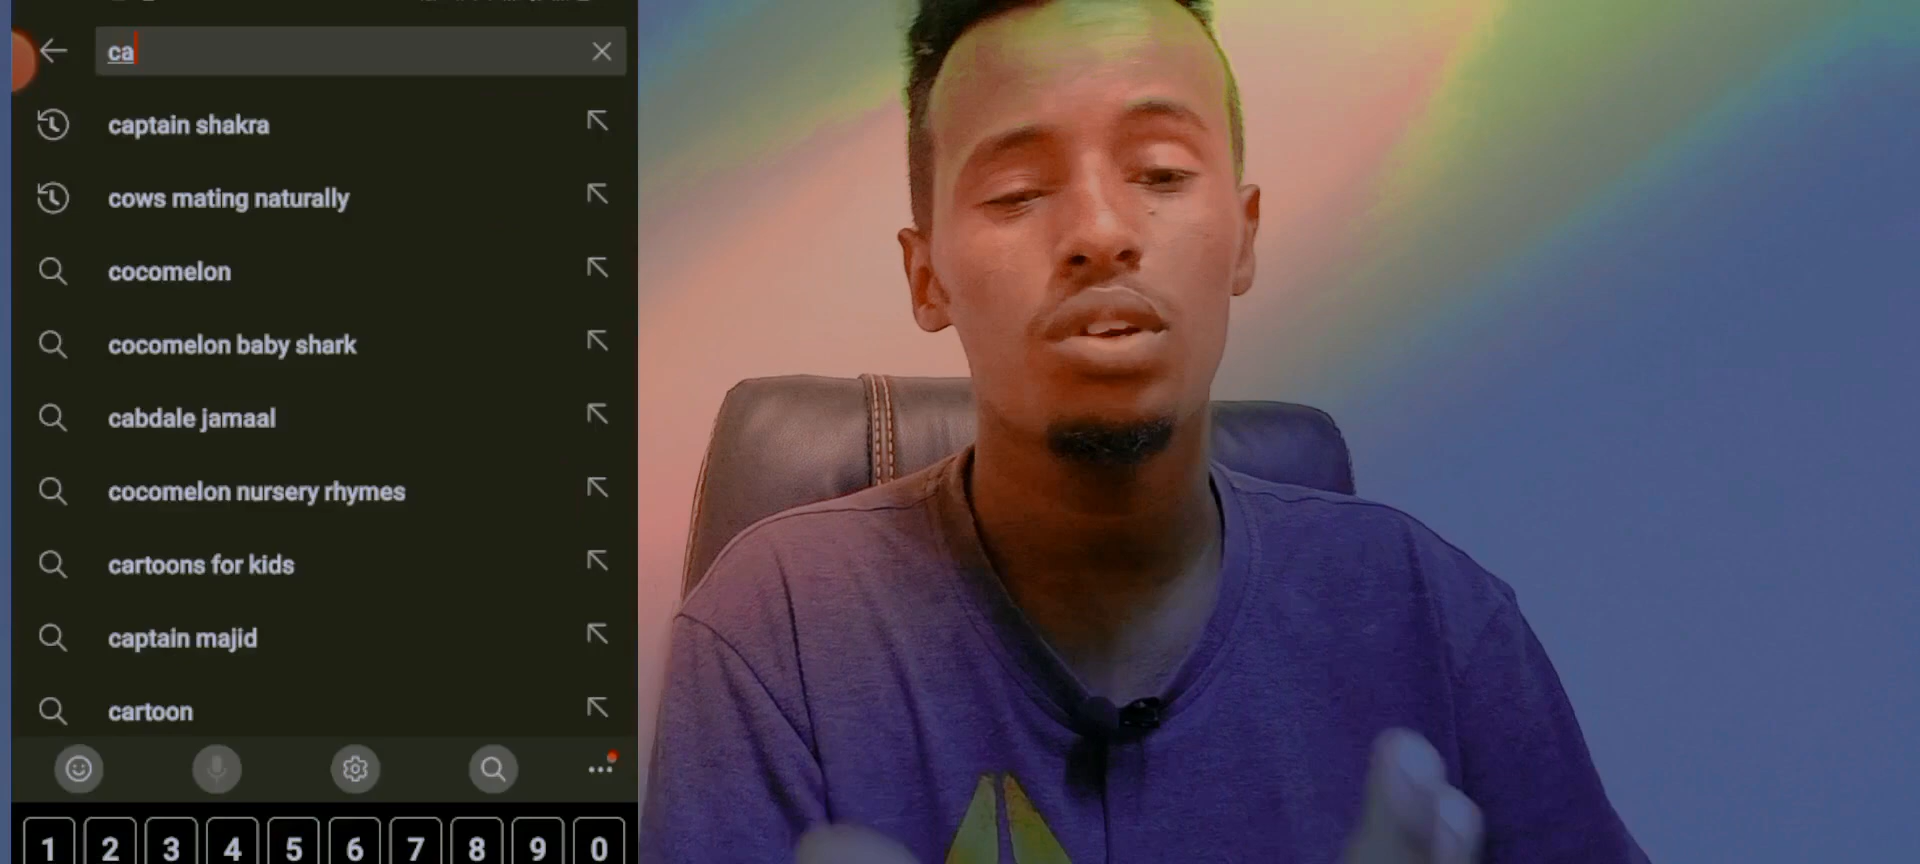 ca
captain shakra
cows mating naturally
cocomelon
cocomelon baby shark
cabdale jamaal
cocomelon nursery rhymes
cartoons for kids
captain majid
cartoon
1 2 3 4 5 6 7 8 9 0